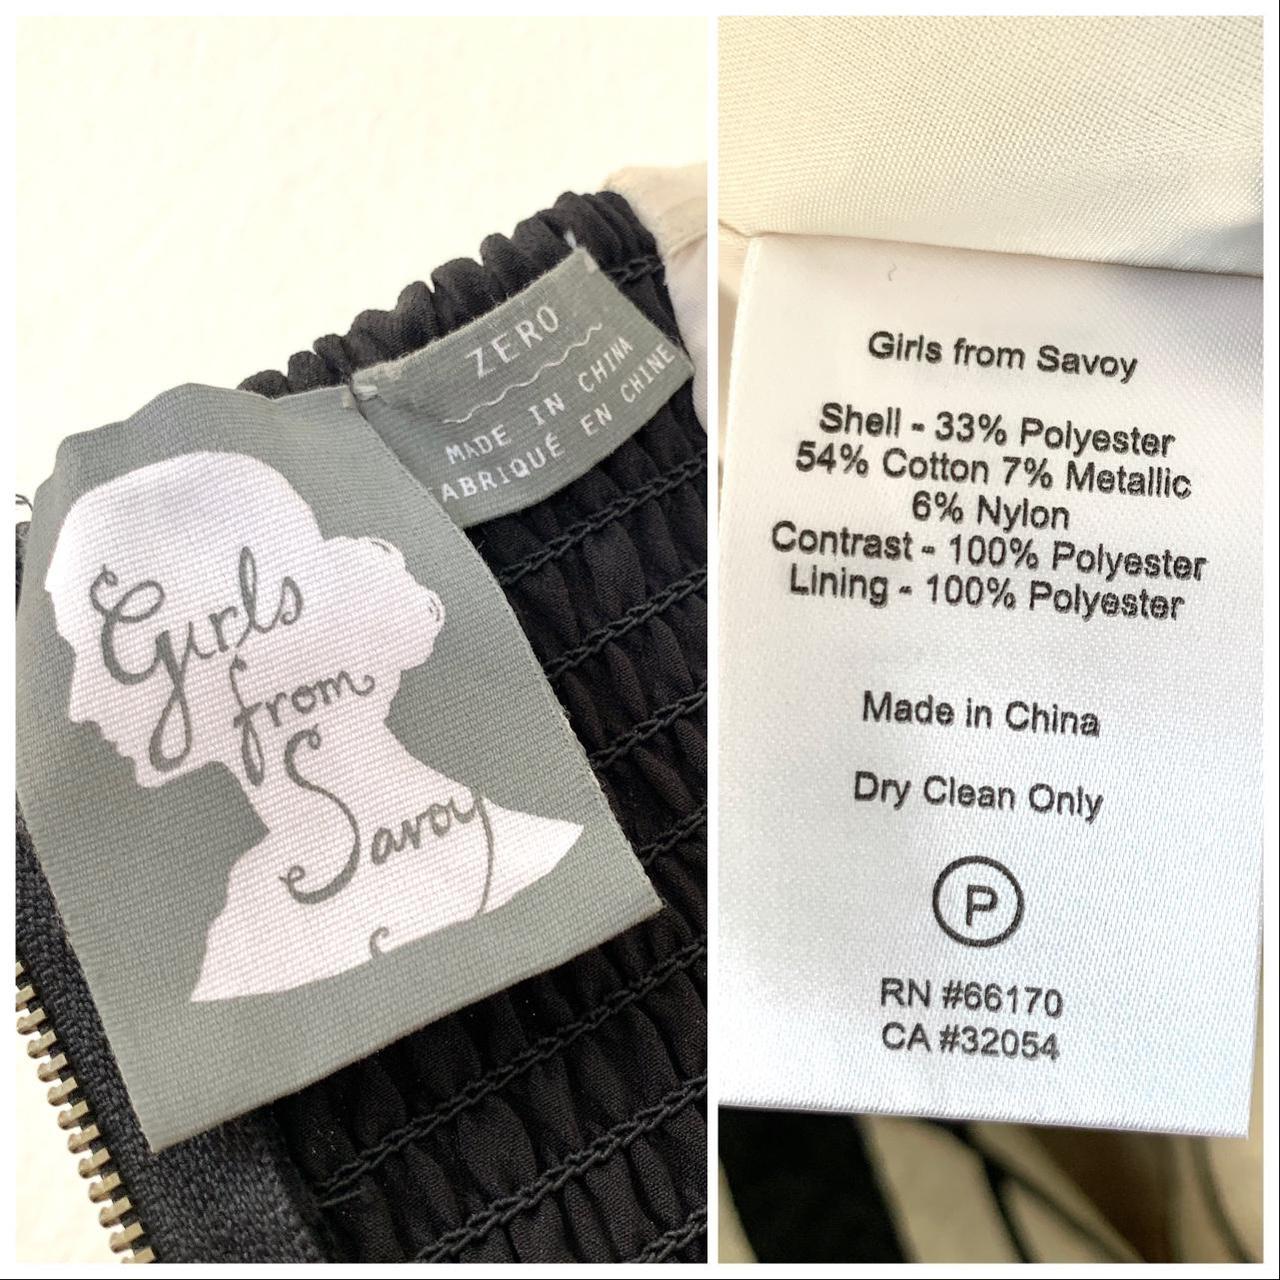 Girls
from
Savoy
ZERO
MADE IN CHINA
ABRIQUÉ EN CHINE
Girls from Savoy
Shell - 33% Polyester
54% Cotton 7% Metallic
6% Nylon
Contrast - 100% Polyester
Lining - 100% Polyester
Made in China
Dry Clean Only
P
RN #66170
CA #32054